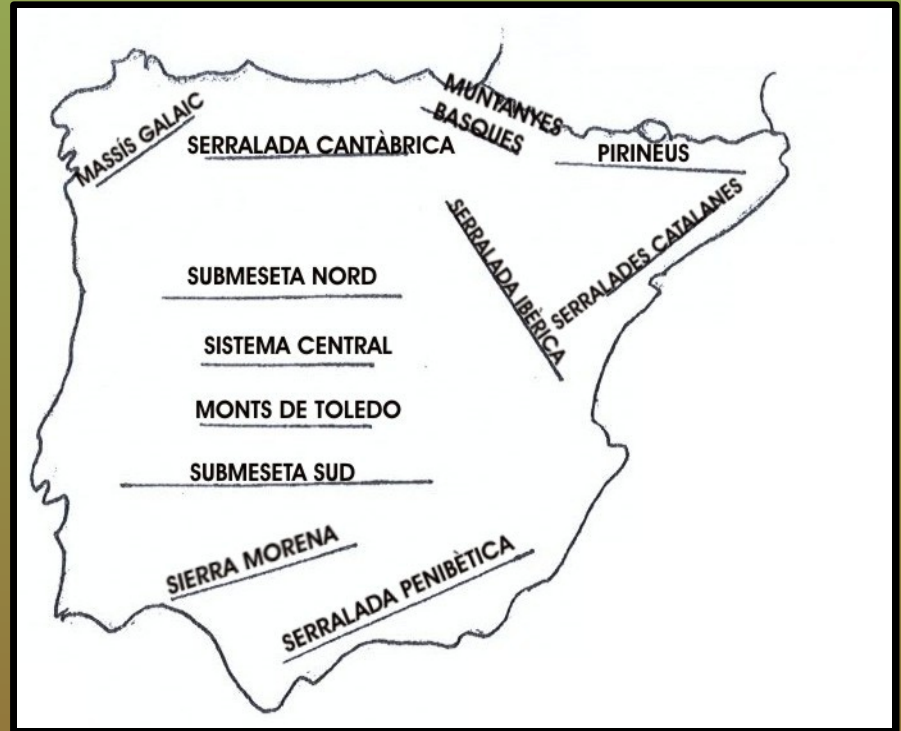 MUNTANYES
BASQUES
MASSÍS GALAIC
SERRALADA CANTÀBRICA
PIRINEUS
SERRALADES CATALANES
SERRALADA IBÈRICA
SUBMESETA NORD
SISTEMA CENTRAL
MONTS DE TOLEDO
SUBMESETA SUD
SIERRA MORENA
SERRALADA PENIBÈTICA